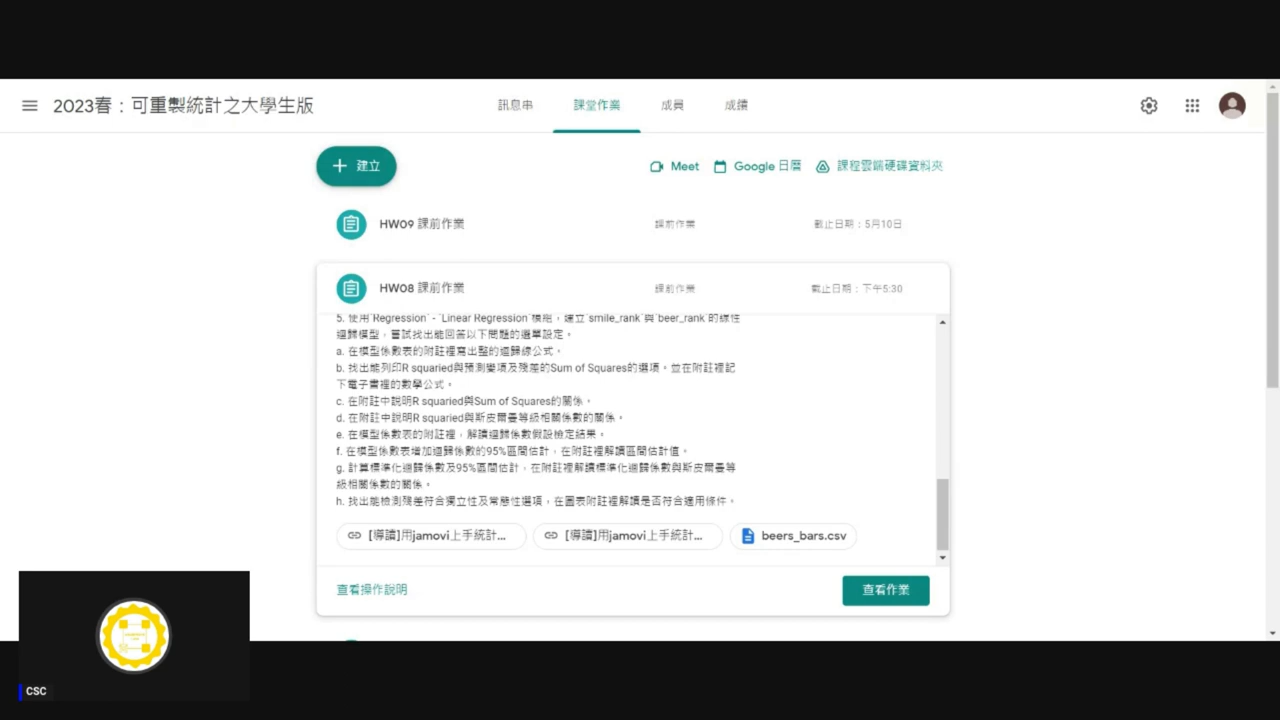 2023春：可重製統計之大學生版
訊息串
課堂作業
成員
成績
建立
Meet
Google 日曆
課程雲端硬碟資料夾
HW09 課前作業
課前作業
截止日期：5月10日
HW08 課前作業
課前作業
截止日期：下午5:30
5. 使用`Regression` - `Linear Regression`模組，建立`smile_rank`與`beer_rank`的線性
迴歸模型，嘗試找出能回答以下問題的選單設定。
a. 在模型係數表的附註裡寫出整的迴歸線公式。
b. 找出能列印R squaried與預測變項及殘差的Sum of Squares的選項。並在附註裡記
下電子書裡的數學公式。
c. 在附註中說明R squaried與Sum of Squares的關係。
d. 在附註中說明R squaried與斯皮爾曼等級相關係數的關係。
e. 在模型係數表的附註裡，解讀迴歸係數假設檢定結果。
f. 在模型係數表增加迴歸係數的95%區間估計，在附註裡解讀區間估計值。
g. 計算標準化迴歸係數及95%區間估計，在附註裡解讀標準化迴歸係數與斯皮爾曼等
級相關係數的關係。
h. 找出能檢測殘差符合獨立性及常態性選項，在圖表附註裡解讀是否符合適用條件。
[導讀]用jamovi上手統計...
[導讀]用jamovi上手統計...
beers_bars.csv
查看操作說明
查看作業
CSC